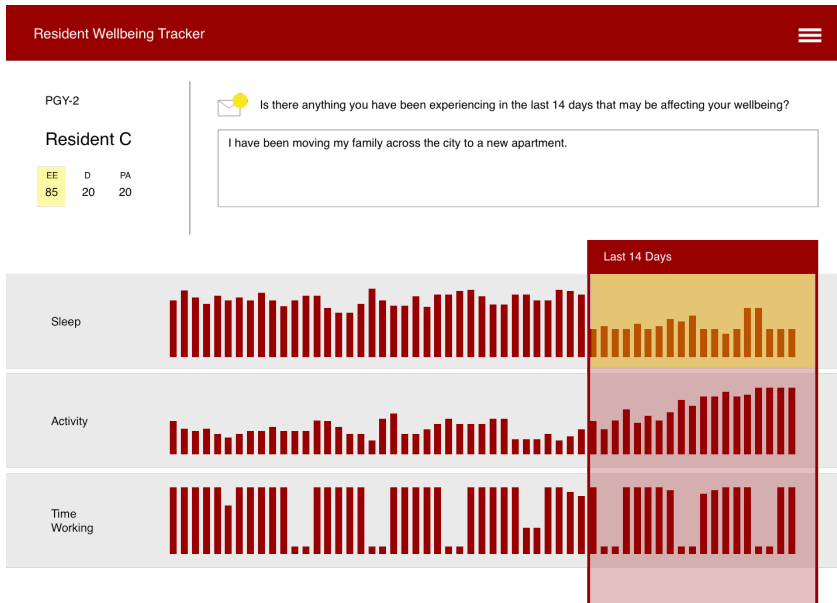 Resident Wellbeing Tracker
PGY-2
Is there anything you have been experiencing in the last 14 days that may be affecting your wellbeing?
Resident C
I have been moving my family across the city to a new apartment.
EE D PA
85 20 20
Last 14 Days
Sleep
Activity
Time
Working